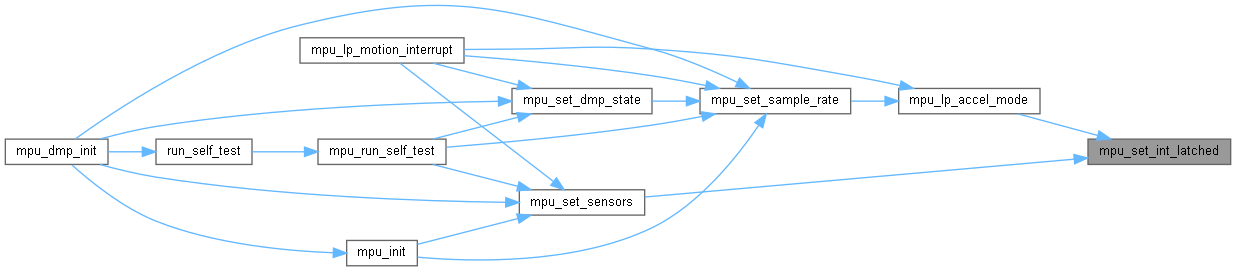 mpu_lp_motion_interrupt
mpu_set_dmp_state
mpu_set_sample_rate
mpu_lp_accel_mode
mpu_dmp_init
run_self_test
mpu_run_self_test
mpu_set_int_latched
mpu_set_sensors
mpu_init